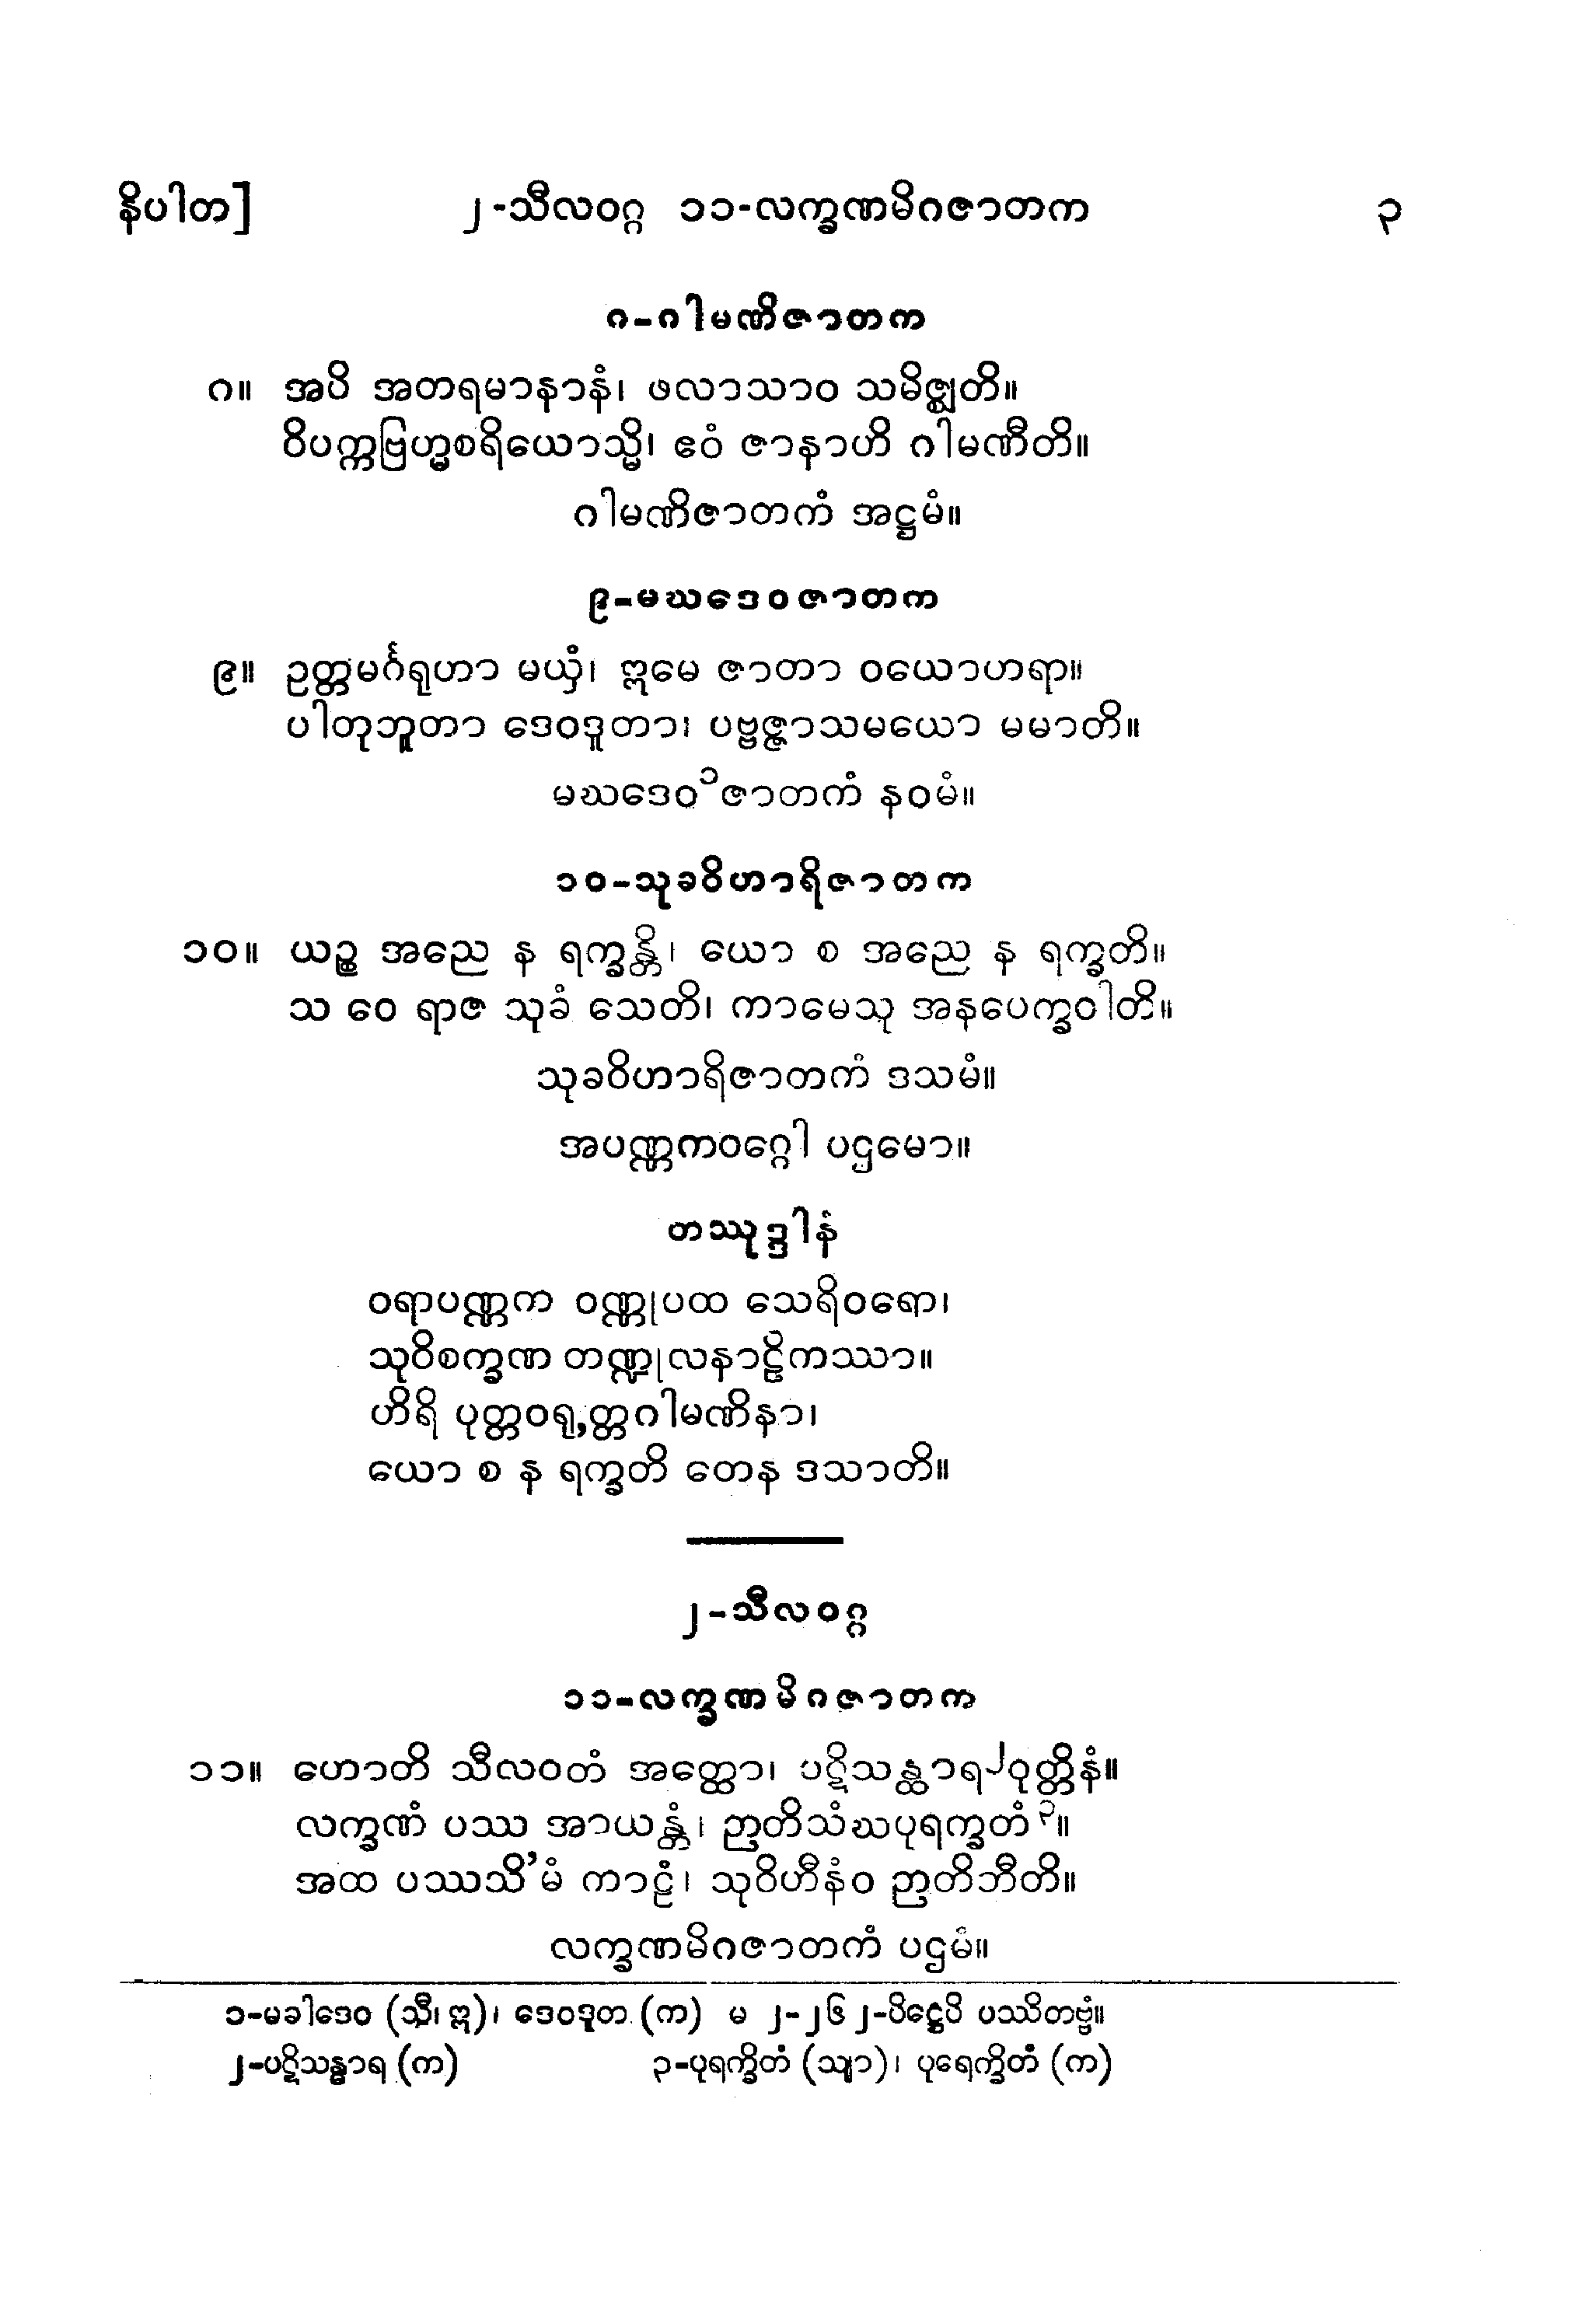 နိပါတ]	၂-သီလဝဂ္ဂ ၁၁-လက္ခဏမိဂဇာတက	၃
ဂ-ဂါမဏိဇာတက
ဂ။ အပိ အတရမာနာနံ၊ ဖလာသာဝ သမိဇ္ဈတိ။
ဝိပက္ကဗြဟ္မစရိယောသ္မိ၊ ဧဝံ ဇာနာဟိ ဂါမဏီတိ။
ဂါမဏိဇာတကံ အဋ္ဌမံ။
၉-မဃဒေဝဇာတက
၉။ ဥတ္တမင်္ဂရုဟာ မယှံ၊ ဣမေ ဇာတာ ဝယောဟရာ။
ပါတုဘူတာ ဒေဝဒူတာ၊ ပဗ္ဗဇ္ဇာသမယော မမာတိ။
မဃဒေဝ၁ဇာတကံ နဝမံ။
၁၀-သုခဝိဟာရိဇာတက
၁၀။ ယဉ္စ အညေ န ရက္ခန္တိ၊ ယော စ အညေ န ရက္ခတိ။
သ ဝေ ရာဇ သုခံ သေတိ၊ ကာမေသု အနပေက္ခဝါတိ။
သုခဝိဟာရိဇာတကံ ဒသမံ။
အပဏ္ဏကဝဂ္ဂေါ ပဌမော။
တဿုဒ္ဒါနံ
ဝရာပဏ္ဏက ဝဏ္ဏုပထ သေရိဝရော၊
သုဝိစက္ခဏ တဏ္ဍုလနာဠိကဿာ။
ဟိရိ ပုတ္တဝရု,တ္တဂါမဏိနာ၊
ယော စ န ရက္ခတိ တေန ဒသာတိ။
၂-သီလဝဂ္ဂ
၁၁-လက္ခဏမိဂဇာတက
၁၁။ ဟောတိ သီလဝတံ အတ္ထော၊ ပဋိသန္ထာရ၂ဝုတ္တိနံ။
လက္ခဏံ ပဿ အာယန္တံ၊ ဉာတိသံဃပုရက္ခတံ၃။
အထ ပဿသိ’မံ ကာဠံ၊ သုဝိဟီနံဝ ဉာတိဘီတိ။
လက္ခဏမိဂဇာတကံ ပဌမံ။
၁-မခါဒေဝ (သီ၊ ဣ)၊ ဒေဝဒူတ (က) မ ၂-၂၆၂-ပိဋ္ဌေပိ ပဿိတဗ္ဗံ။
၂-ပဋိသန္ဓာရ (က)	၃-ပုရက္ခိတံ (သျာ)၊ ပုရေက္ခိတံ (က)